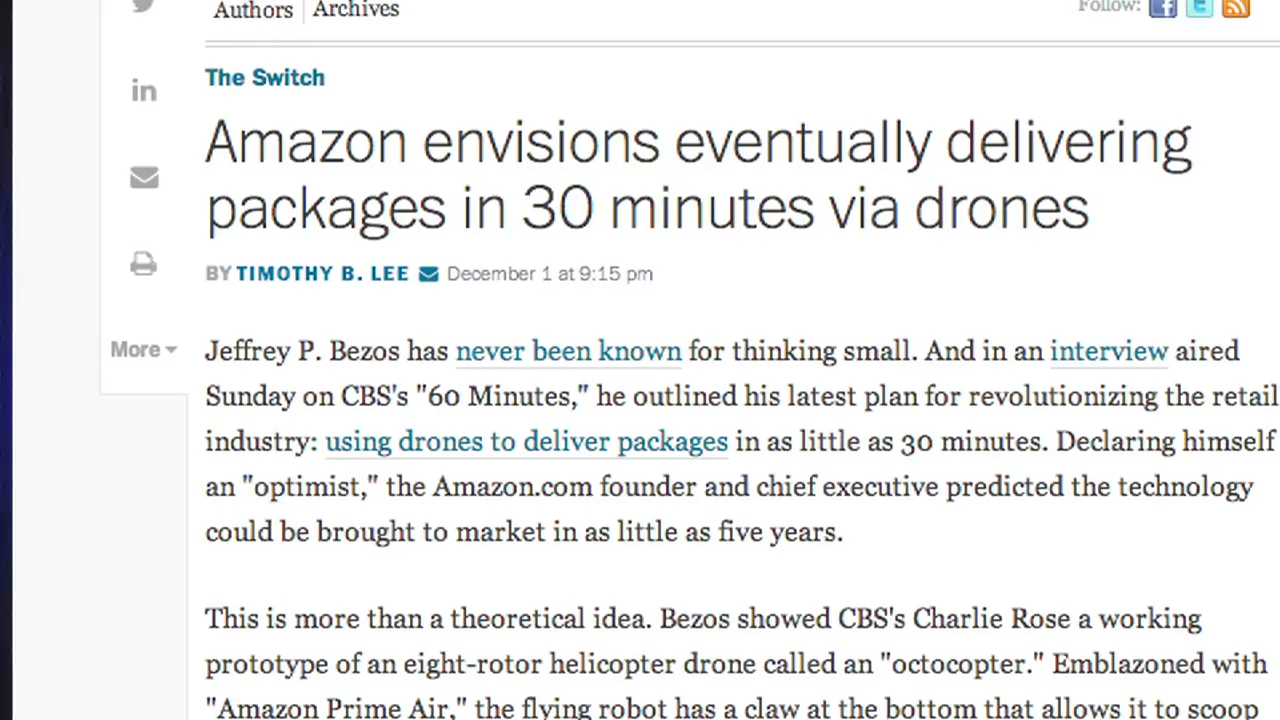 Authors
Archives
Follow:
The Switch
Amazon envisions eventually delivering
packages in 30 minutes via drones
BY TIMOTHY B. LEE December 1 at 9:15 pm
More
Jeffrey P. Bezos has never been known for thinking small. And in an interview aired
Sunday on CBS's "60 Minutes," he outlined his latest plan for revolutionizing the retail
industry: using drones to deliver packages in as little as 30 minutes. Declaring himself
an "optimist," the Amazon.com founder and chief executive predicted the technology
could be brought to market in as little as five years.
This is more than a theoretical idea. Bezos showed CBS's Charlie Rose a working
prototype of an eight-rotor helicopter drone called an "octocopter." Emblazoned with
"Amazon Prime Air," the flying robot has a claw at the bottom that allows it to scoop